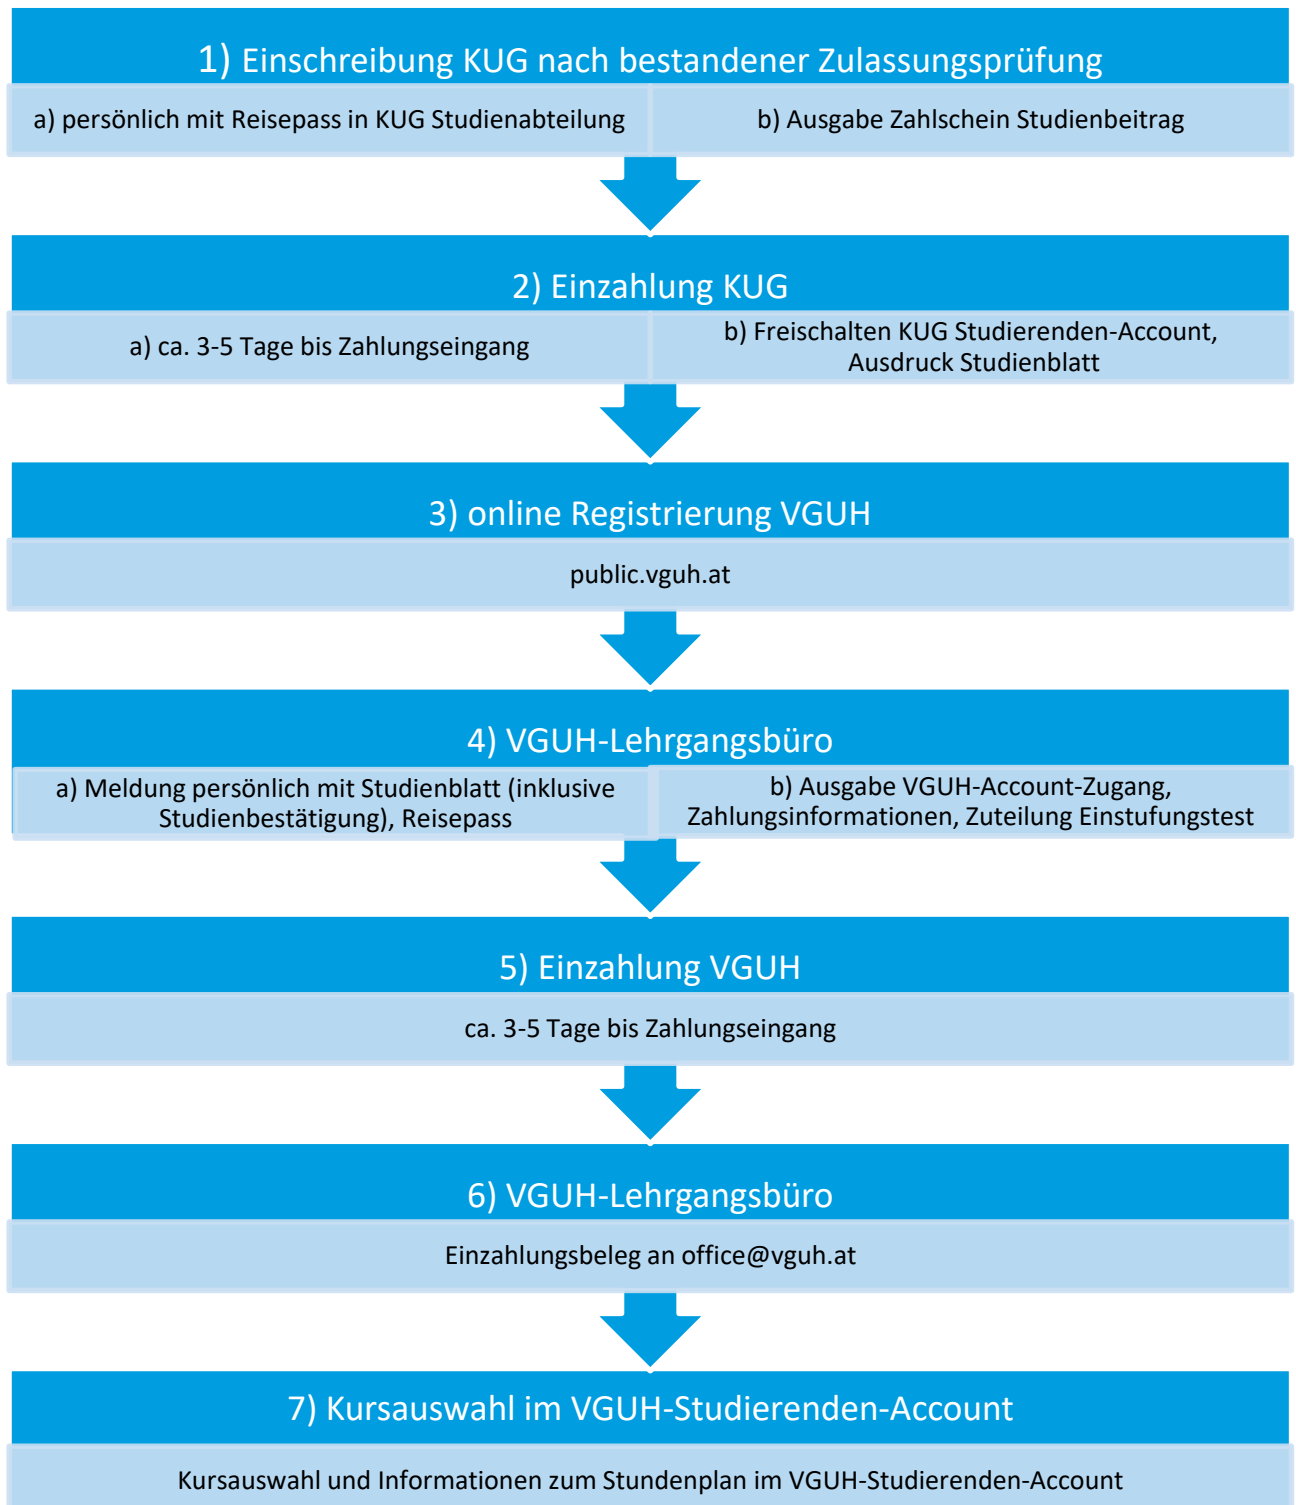 1) Einschreibung KUG nach bestandener Zulassungsprüfung
a) persönlich mit Reisepass in KUG Studienabteilung
b) Ausgabe Zahlschein Studienbeitrag
2) Einzahlung KUG
a) ca. 3-5 Tage bis Zahlungseingang
b) Freischalten KUG Studierenden-Account,
Ausdruck Studienblatt
3) online Registrierung VGUH
public.vguh.at
4) VGUH-Lehrgangsbüro
a) Meldung persönlich mit Studienblatt (inklusive
Studienbestätigung), Reisepass
b) Ausgabe VGUH-Account-Zugang,
Zahlungsinformationen, Zuteilung Einstufungstest
5) Einzahlung VGUH
ca. 3-5 Tage bis Zahlungseingang
6) VGUH-Lehrgangsbüro
Einzahlungsbeleg an office@vguh.at
7) Kursauswahl im VGUH-Studierenden-Account
Kursauswahl und Informationen zum Stundenplan im VGUH-Studierenden-Account